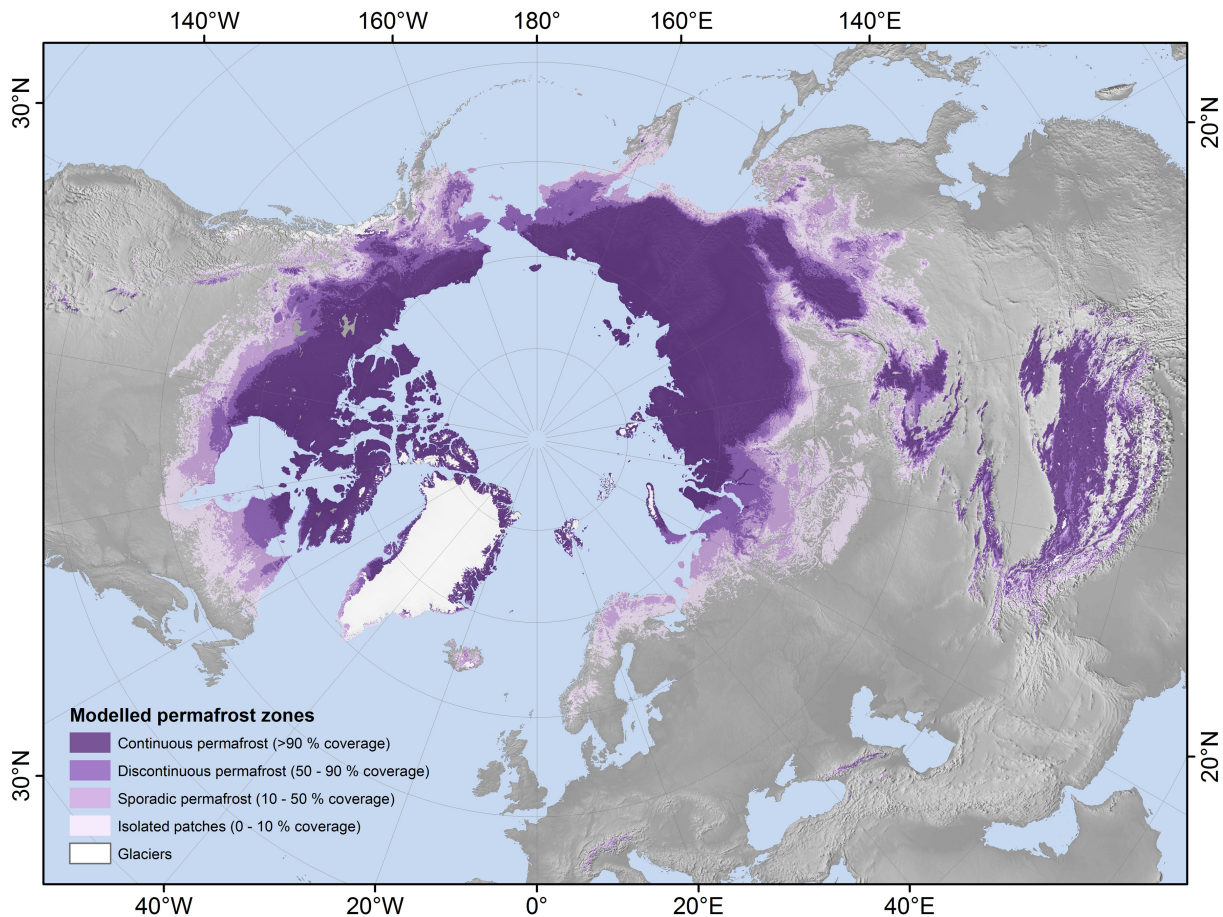 140°W 160°W 180° 160°E 140°E
30°N
20°N
Modelled permafrost zones
Continuous permafrost (>90 % coverage)
Discontinuous permafrost (50 - 90 % coverage)
Sporadic permafrost (10 - 50 % coverage)
Isolated patches (0 - 10 % coverage)
Glaciers
30°N
20°N
40°W 20°W 0° 20°E 40°E